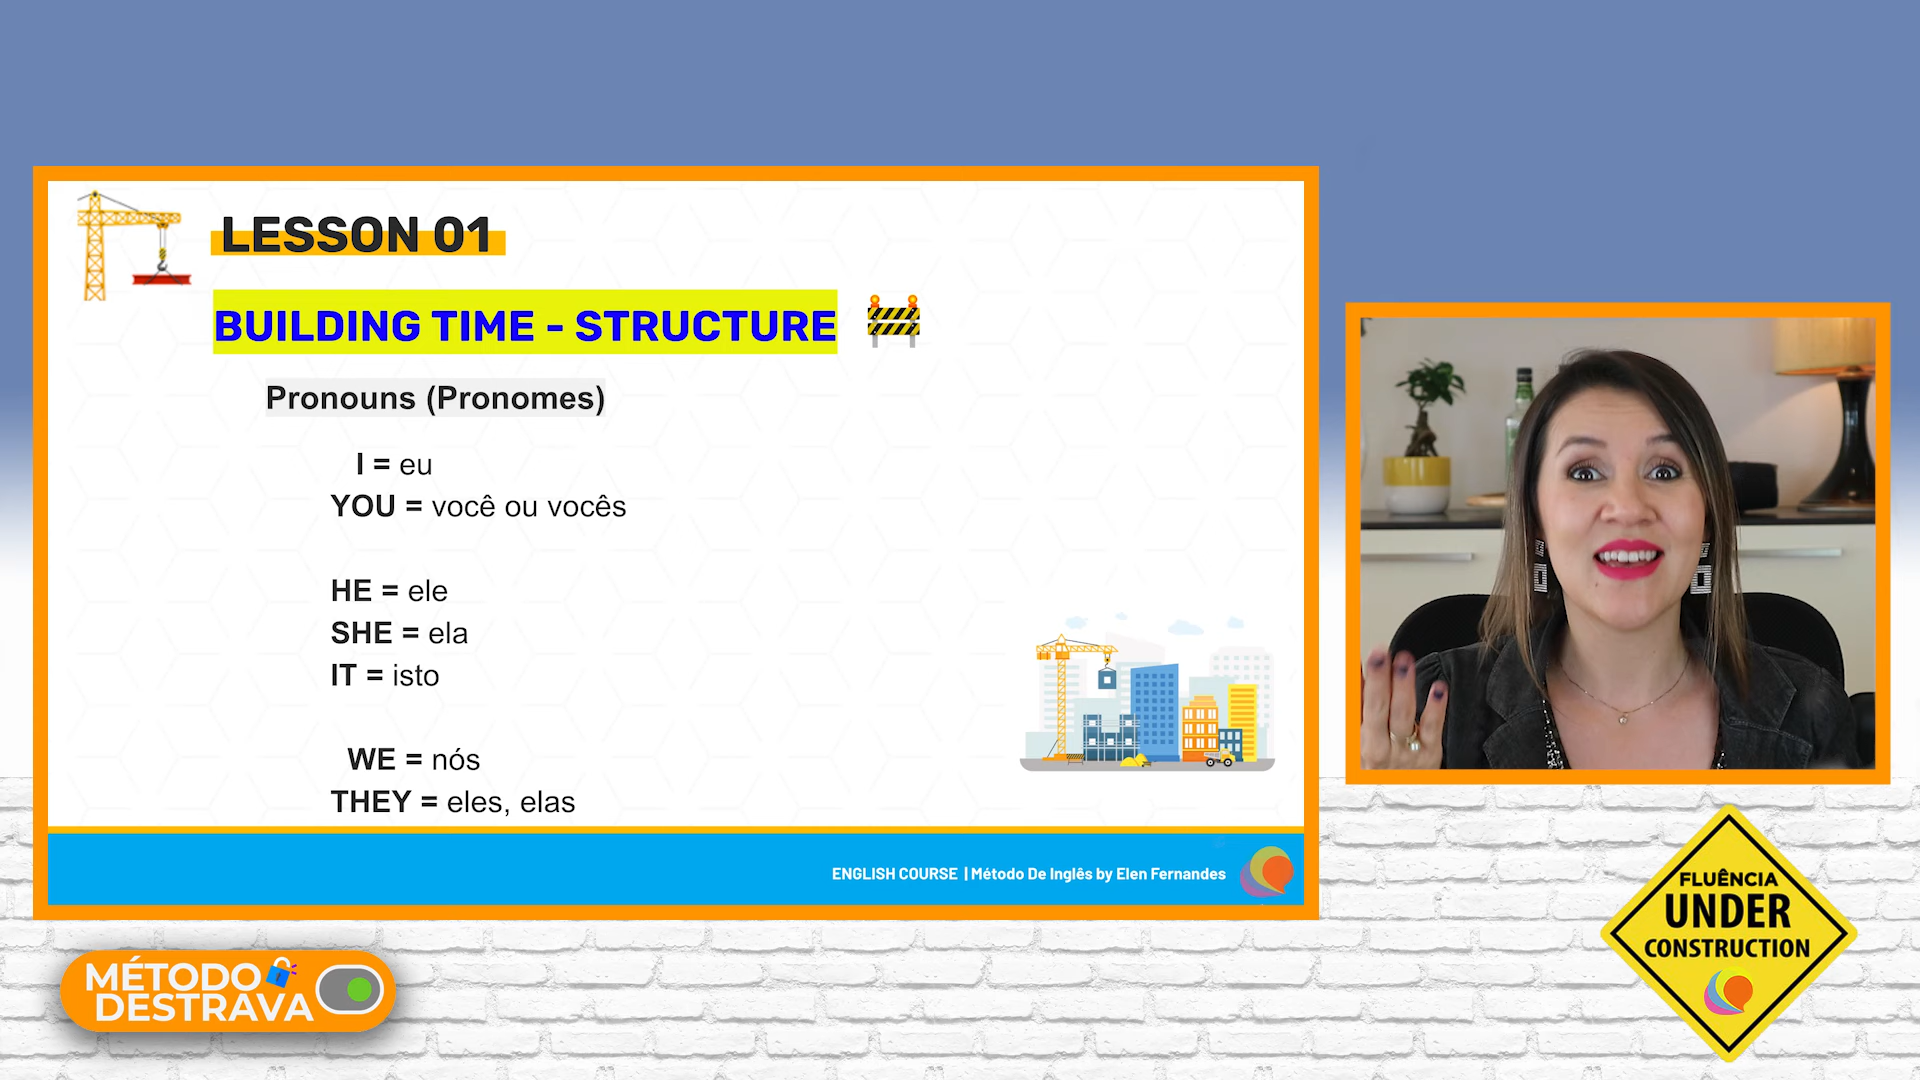 LESSON 01
BUILDING TIME - STRUCTURE
Pronouns (Pronomes)
I = eu
YOU = você ou vocês
HE = ele
SHE = ela
IT = isto
WE = nós
THEY = eles, elas
ENGLISH COURSE | Método De Inglês by Elen Fernandes
MÉTODO
DESTRAVA
FLUÊNCIA
UNDER
CONSTRUCTION